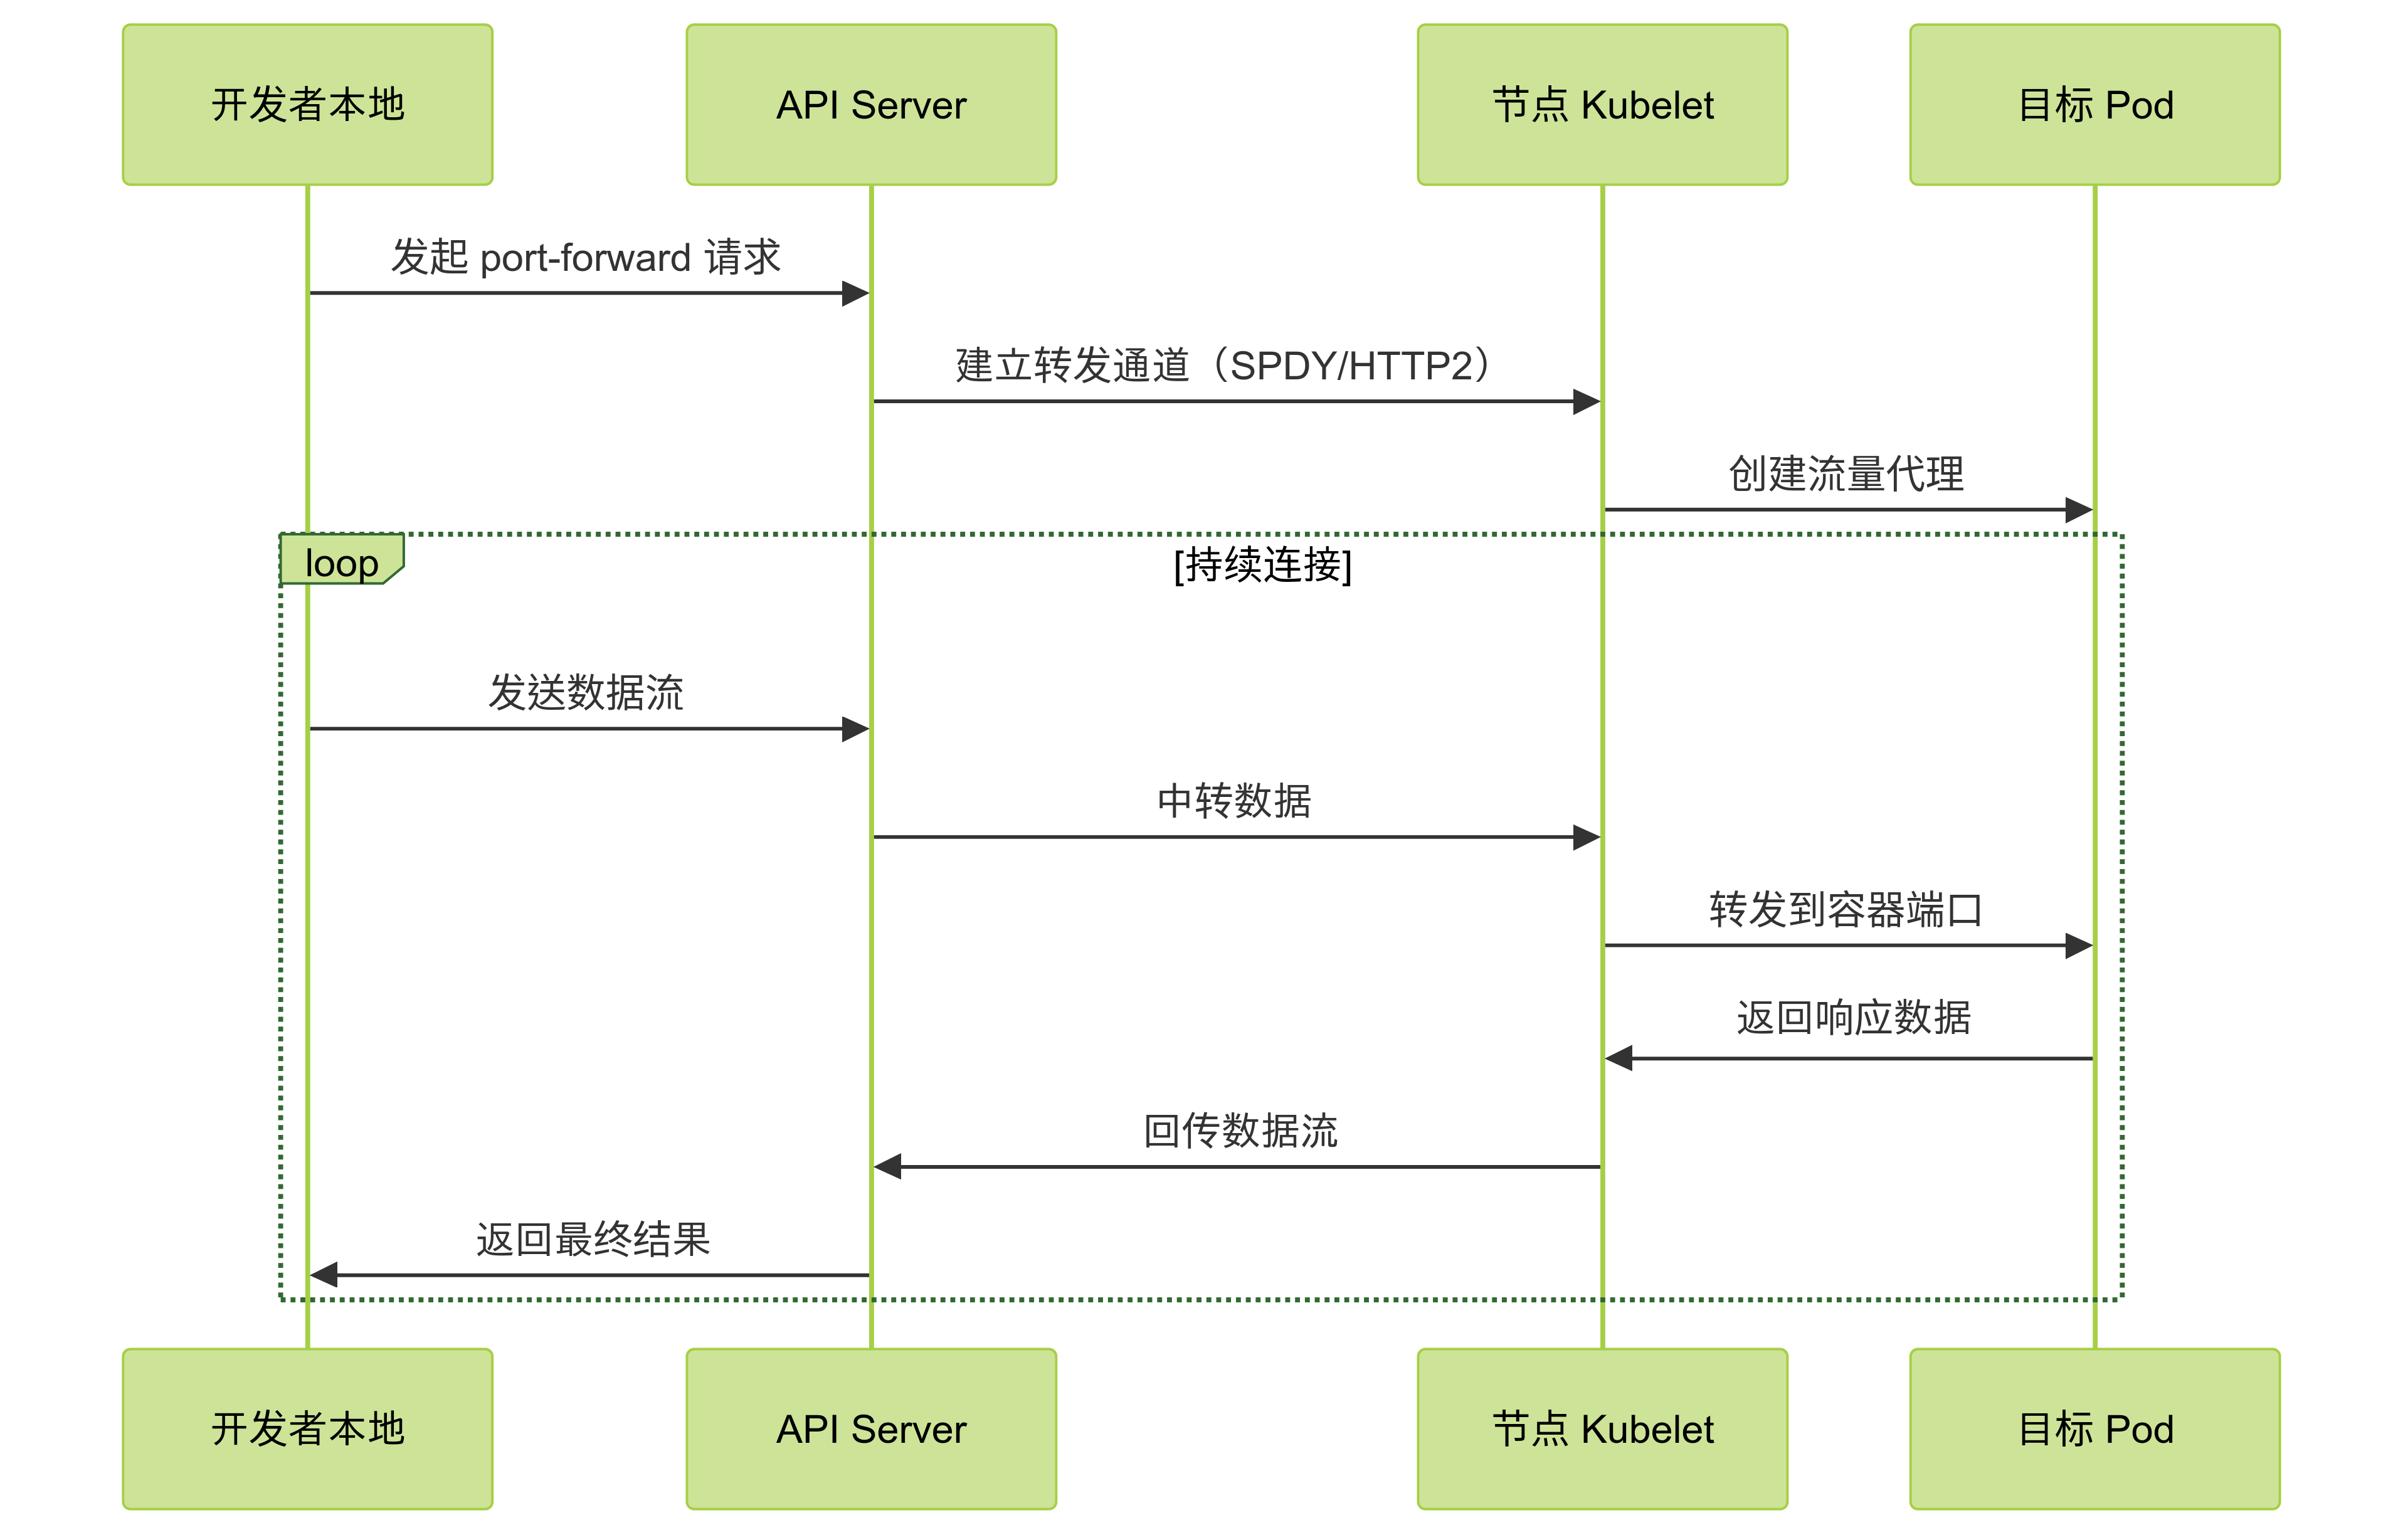 开发者本地
API Server
节点 Kubelet
目标 Pod
发起 port-forward 请求
建立转发通道（SPDY/HTTP2）
创建流量代理
loop
[持续连接]
发送数据流
中转数据
转发到容器端口
返回响应数据
回传数据流
返回最终结果
开发者本地
API Server
节点 Kubelet
目标 Pod